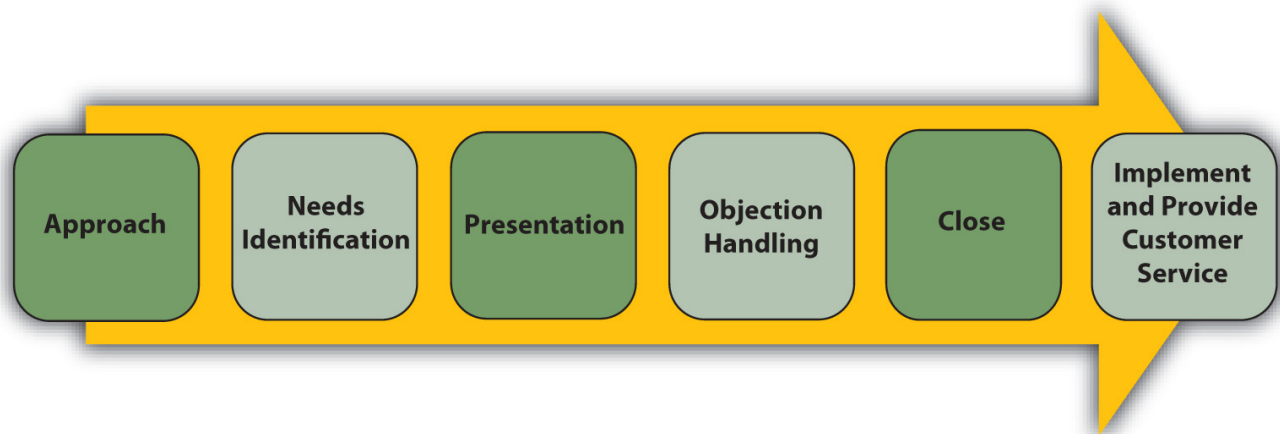 Approach
Needs
Identification
Presentation
Objection
Handling
Close
Implement
and Provide
Customer
Service